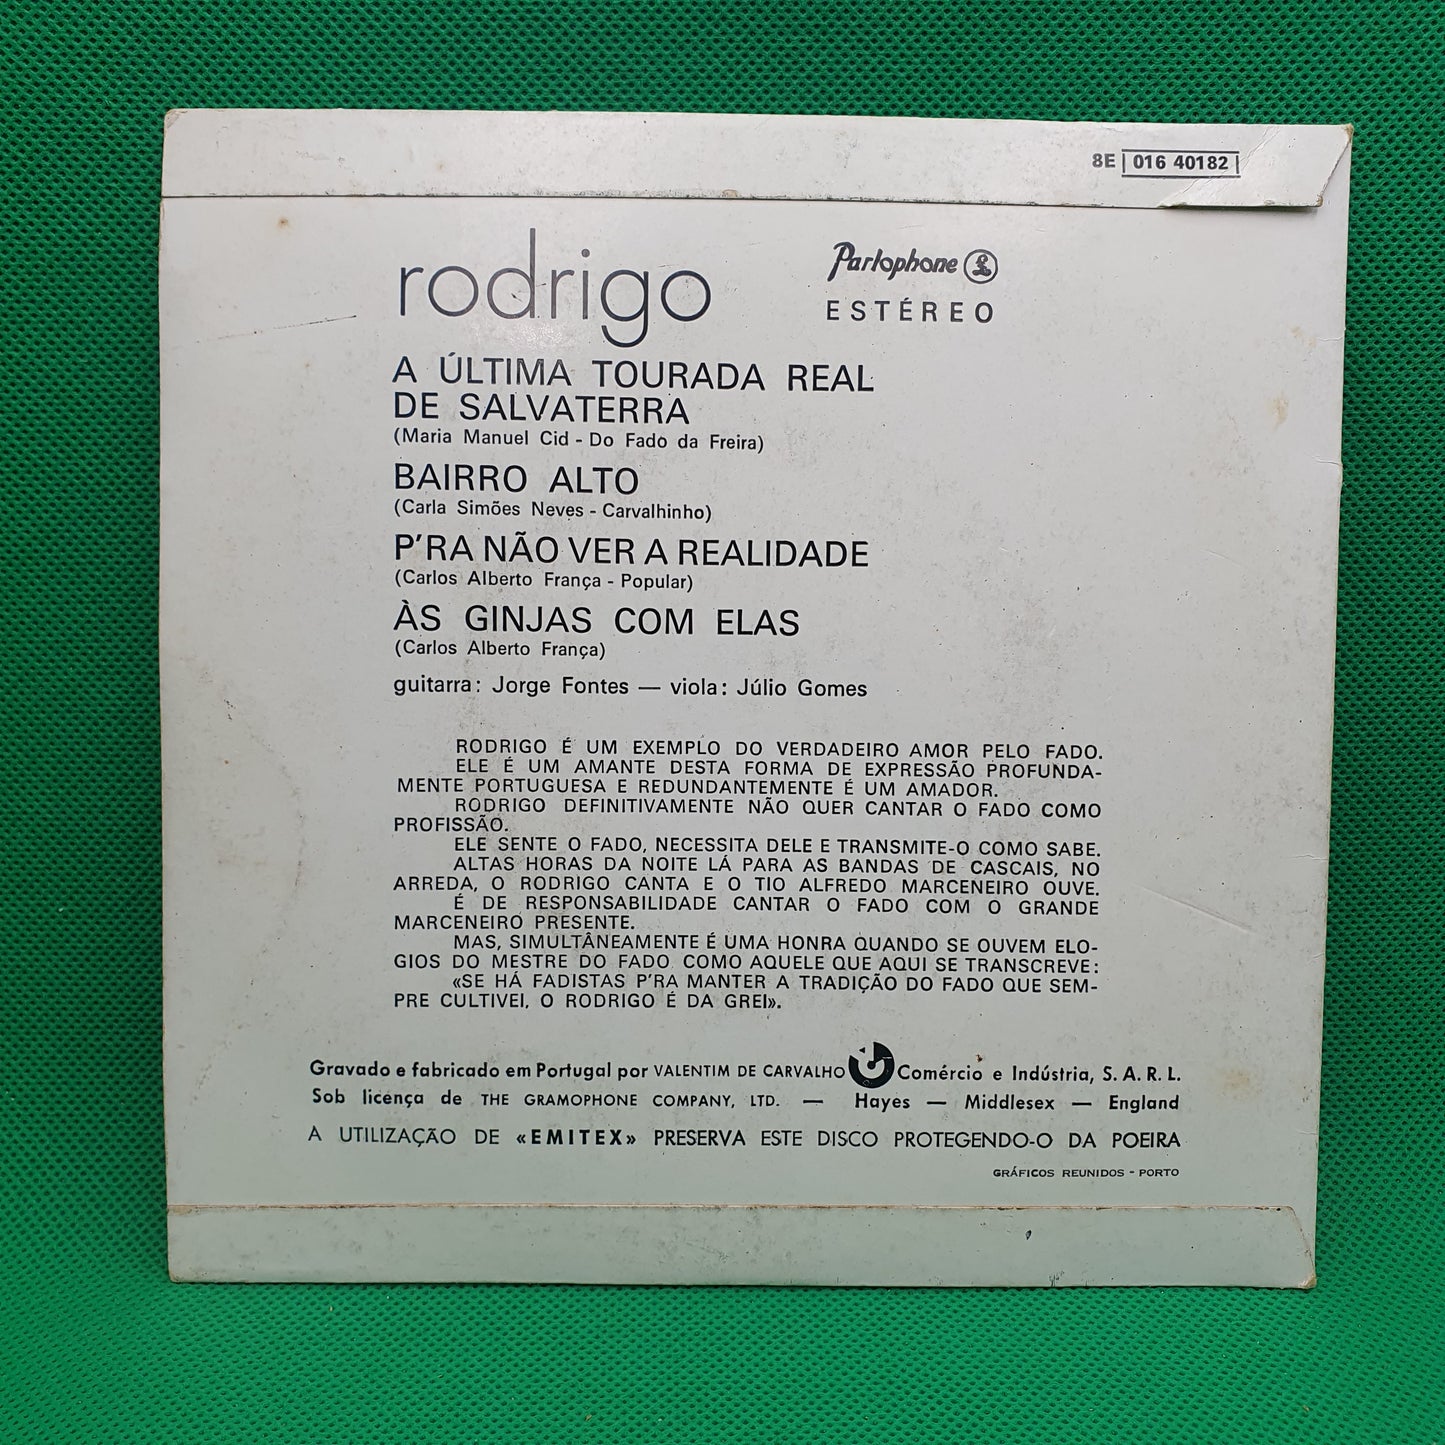 8E 016 40182
rodrigo
Parlophone
ESTÉREO
A ÚLTIMA TOURADA REAL
DE SALVATERRA
(Maria Manuel Cid - Do Fado da Freira)
BAIRRO ALTO
(Carla Simões Neves - Carvalhinho)
P'RA NÃO VER A REALIDADE
(Carlos Alberto França - Popular)
ÀS GINJAS COM ELAS
(Carlos Alberto França)
guitarra: Jorge Fontes — viola: Júlio Gomes
RODRIGO É UM EXEMPLO DO VERDADEIRO AMOR PELO FADO.
ELE É UM AMANTE DESTA FORMA DE EXPRESSÃO PROFUNDA-
MENTE PORTUGUESA E REDUNDANTEMENTE É UM AMADOR.
RODRIGO DEFINITIVAMENTE NÃO QUER CANTAR O FADO COMO
PROFISSÃO.
ELE SENTE O FADO, NECESSITA DELE E TRANSMITE-O COMO SABE.
ALTAS HORAS DA NOITE LÁ PARA AS BANDAS DE CASCAIS, NO
ARREDA, O RODRIGO CANTA E O TIO ALFREDO MARCENEIRO OUVE.
É DE RESPONSABILIDADE CANTAR O FADO COM O GRANDE
MARCENEIRO PRESENTE.
MAS, SIMULTÂNEAMENTE É UMA HONRA QUANDO SE OUVEM ELO-
GIOS DO MESTRE DO FADO COMO AQUELE QUE AQUI SE TRANSCREVE:
«SE HÁ FADISTAS P'RA MANTER A TRADIÇÃO DO FADO QUE SEM-
PRE CULTIVEI, O RODRIGO É DA GREI».
Gravado e fabricado em Portugal por VALENTIM DE CARVALHO Comércio e Indústria, S. A. R. L.
Sob licença de THE GRAMOPHONE COMPANY, LTD. — Hayes — Middlesex — England
A UTILIZAÇÃO DE «EMITEX» PRESERVA ESTE DISCO PROTEGENDO-O DA POEIRA
GRÁFICOS REUNIDOS - PORTO